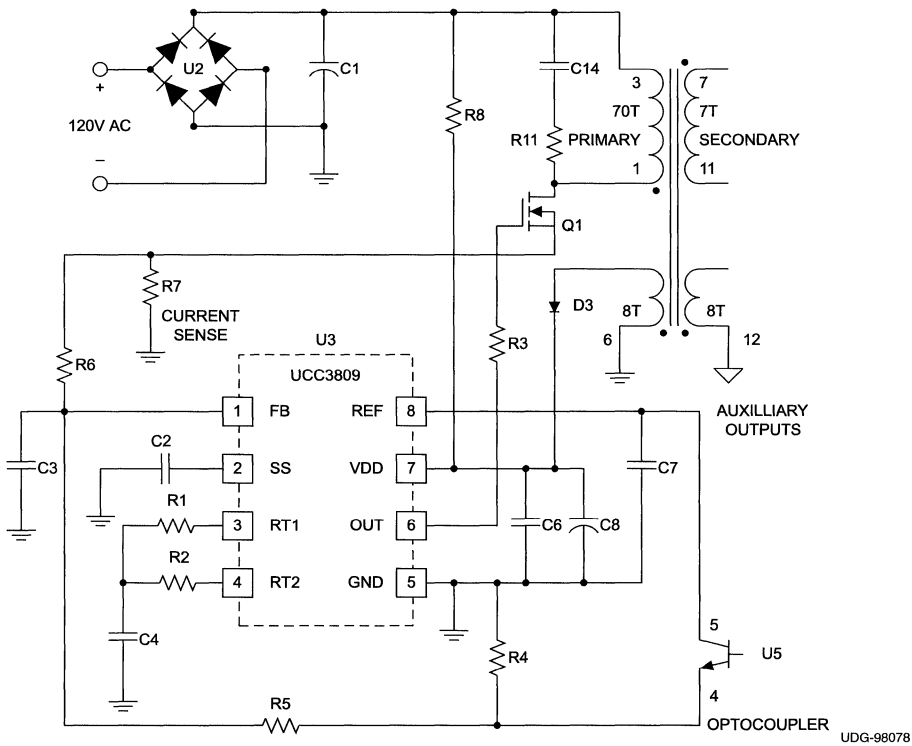 U2
C1
C14
3
7
+
70T
7T
R8
120V AC
R11
PRIMARY
SECONDARY
–
1
11
Q1
R7
D3
CURRENT
SENSE
8T
8T
U3
6
12
R3
R6
UCC3809
1
FB
REF
8
AUXILLIARY
OUTPUTS
C2
C3
2
SS
VDD
7
C7
R1
3
RT1
OUT
6
C6
C8
R2
4
RT2
GND
5
5
C4
R4
U5
4
R5
OPTOCOUPLER
UDG-98078